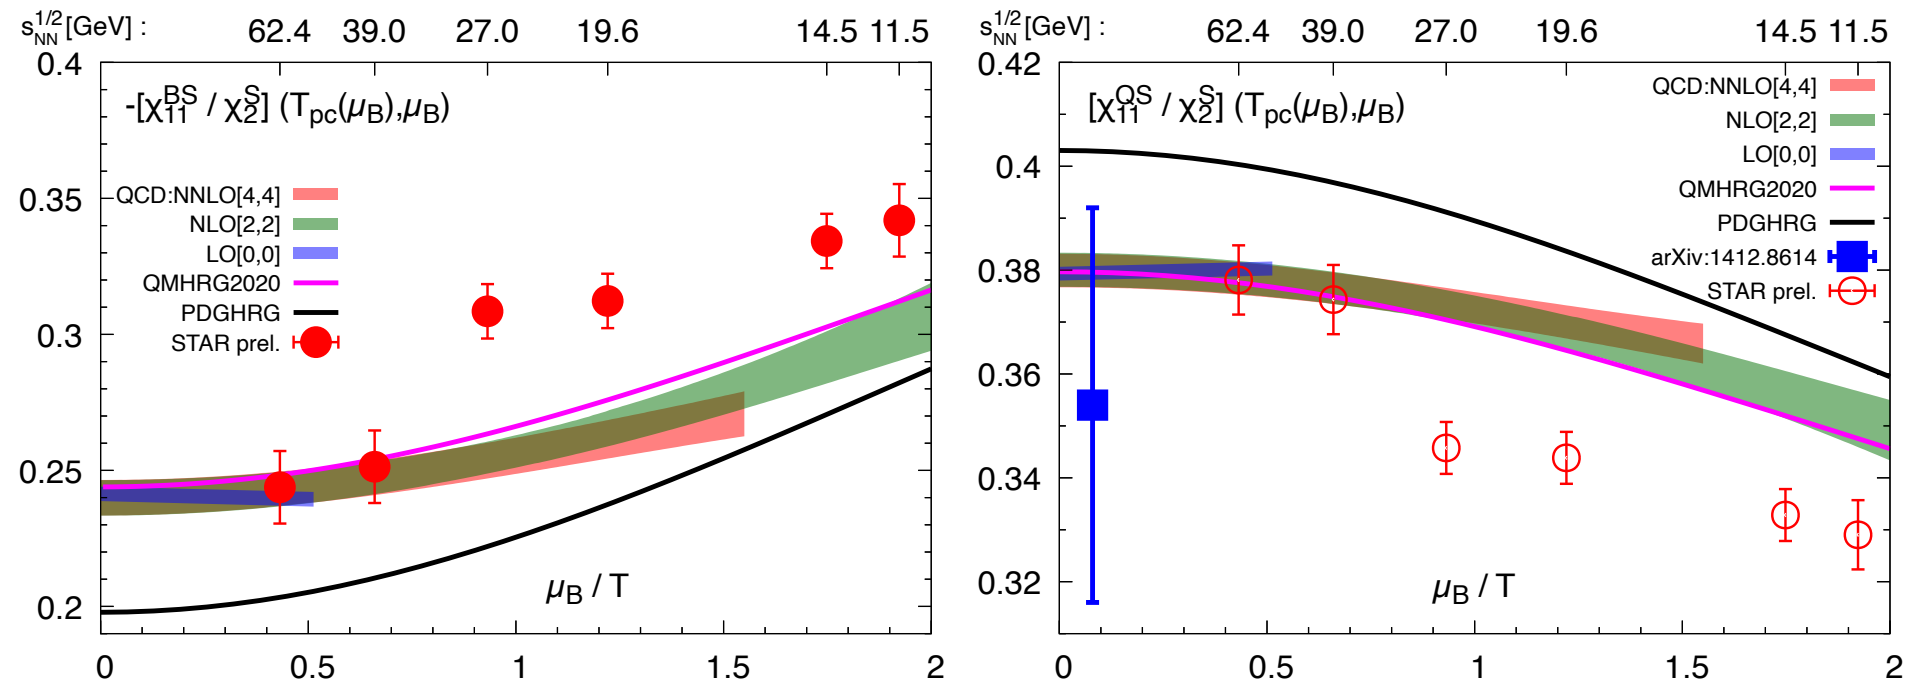 s_NN^1/2 [GeV] : 62.4 39.0 27.0 19.6 14.5 11.5
0.4
-[χ_11^BS / χ_2^S] (T_pc(μ_B),μ_B)
0.35
QCD:NNLO[4,4]
NLO[2,2]
LO[0,0]
QMHRG2020
PDGHRG
STAR prel.
0.3
0.25
0.2
μ_B / T
0 0.5 1 1.5 2
s_NN^1/2 [GeV] : 62.4 39.0 27.0 19.6 14.5 11.5
0.42
[χ_11^QS / χ_2^S] (T_pc(μ_B),μ_B)
QCD:NNLO[4,4]
NLO[2,2]
LO[0,0]
QMHRG2020
PDGHRG
arXiv:1412.8614
STAR prel.
0.4
0.38
0.36
0.34
0.32
μ_B / T
0 0.5 1 1.5 2